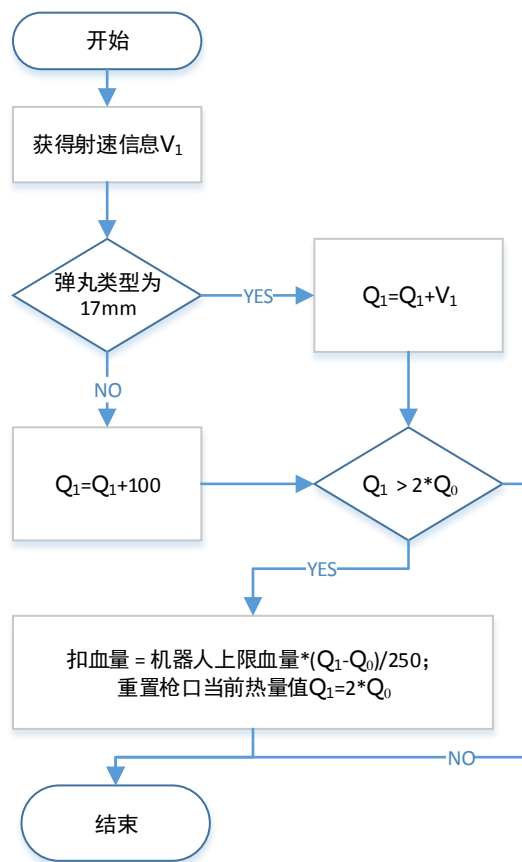 开始
获得射速信息V₁
弹丸类型为
17mm
YES
Q₁=Q₁+V₁
NO
Q₁=Q₁+100
Q₁ > 2*Q₀
YES
扣血量 = 机器人上限血量*(Q₁-Q₀)/250；
重置枪口当前热量值Q₁=2*Q₀
NO
结束